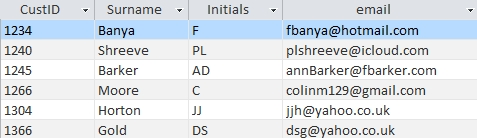 CustID Surname Initials email
1234 Banya F fbanya@hotmail.com
1240 Shreeve PL plshreeve@icloud.com
1245 Barker AD annBarker@fbarker.com
1266 Moore C colinm129@gmail.com
1304 Horton JJ jjh@yahoo.co.uk
1366 Gold DS dsg@yahoo.co.uk